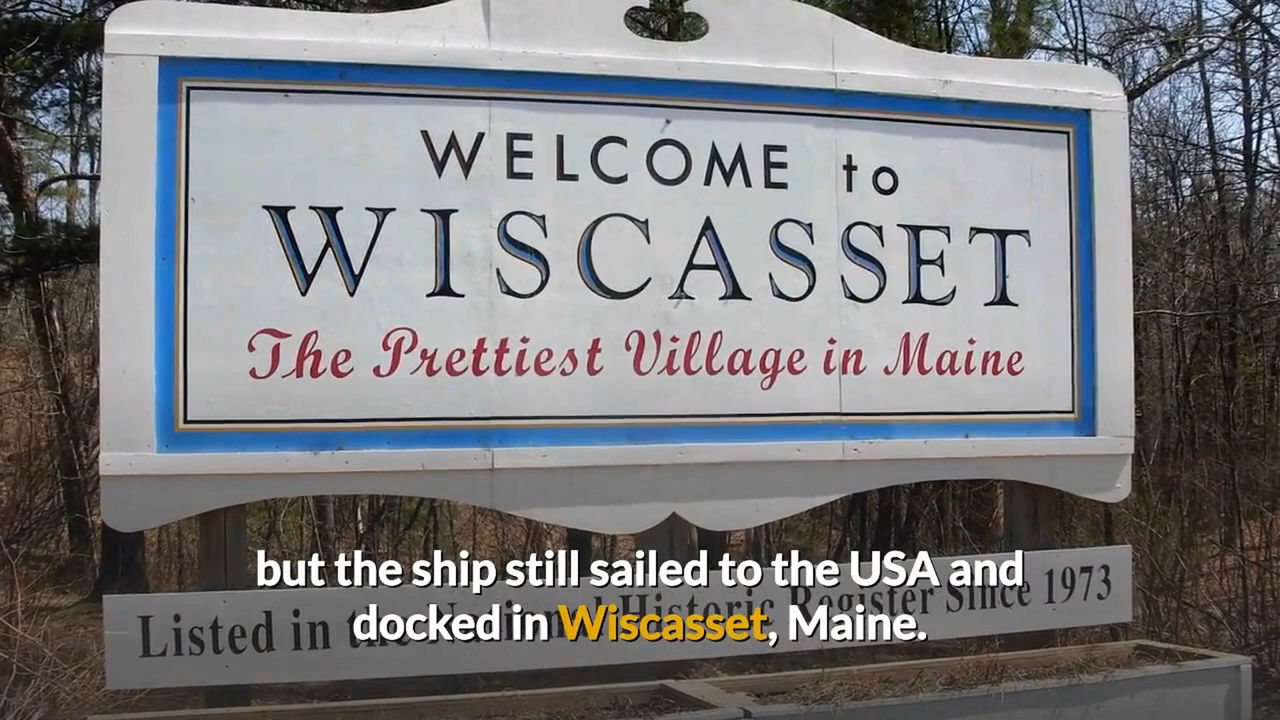 WELCOME to
WISCASSET
The Prettiest Village in Maine
but the ship still sailed to the USA and
docked in Wiscasset, Maine.
Listed in the National Historic Register Since 1973